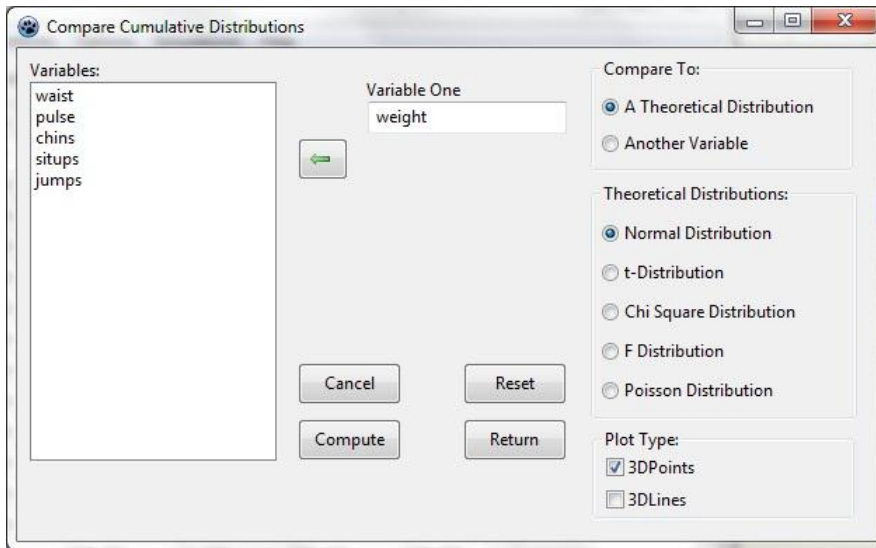 Compare Cumulative Distributions
Variables:
waist
pulse
chins
situps
jumps
Variable One
weight
Cancel
Reset
Compute
Return
Compare To:
A Theoretical Distribution
Another Variable
Theoretical Distributions:
Normal Distribution
t-Distribution
Chi Square Distribution
F Distribution
Poisson Distribution
Plot Type:
3DPoints
3DLines